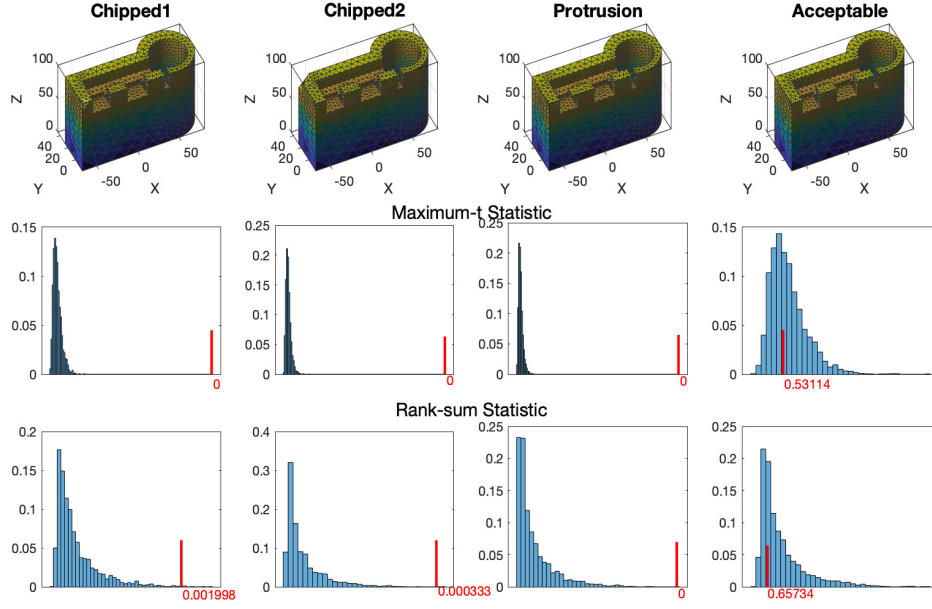 Chipped1 Chipped2 Protrusion Acceptable
100 100 100 100
Z 50 Z 50 Z 50 Z 50
0 0 0 0
40 40 40 40
20 20 20 20
0 0 0 0
Y -50 0 50 X Y -50 0 50 X Y -50 0 50 X Y -50 0 50 X
Maximum-t Statistic
0.15 0.25 0.25 0.15
0.2 0.2
0.1 0.15 0.15 0.1
0.1 0.1
0.05 0.05 0.05 0.05
0 0 0 0
0 0 0 0.53114
Rank-sum Statistic
0.2 0.4 0.25 0.25
0.15 0.3 0.2 0.2
0.1 0.2 0.15 0.15
0.1 0.1
0.05 0.1 0.05 0.05
0 0 0 0
0.001998 0.000333 0 0.65734